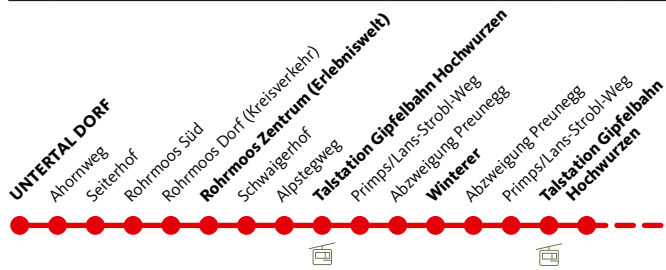 UNTERTAL DORF
Ahornweg
Seiterhof
Rohrmoos Süd
Rohrmoos Dorf (Kreisverkehr)
Rohrmoos Zentrum (Erlebniswelt)
Schwaigerhof
Alpstegweg
Talstation Gipfelbahn Hochwurzen
Primps/Lans-Strobl-Weg
Abzweigung Preunegg
Winterer
Abzweigung Preunegg
Primps/Lans-Strobl-Weg
Talstation Gipfelbahn
Hochwurzen